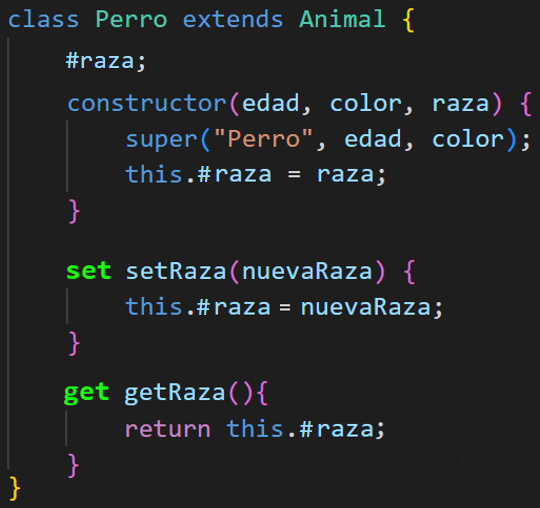 class Perro extends Animal {
#raza;
constructor(edad, color, raza) {
super("Perro", edad, color);
this.#raza = raza;
}
set setRaza(nuevaRaza) {
this.#raza = nuevaRaza;
}
get getRaza(){
return this.#raza;
}
}